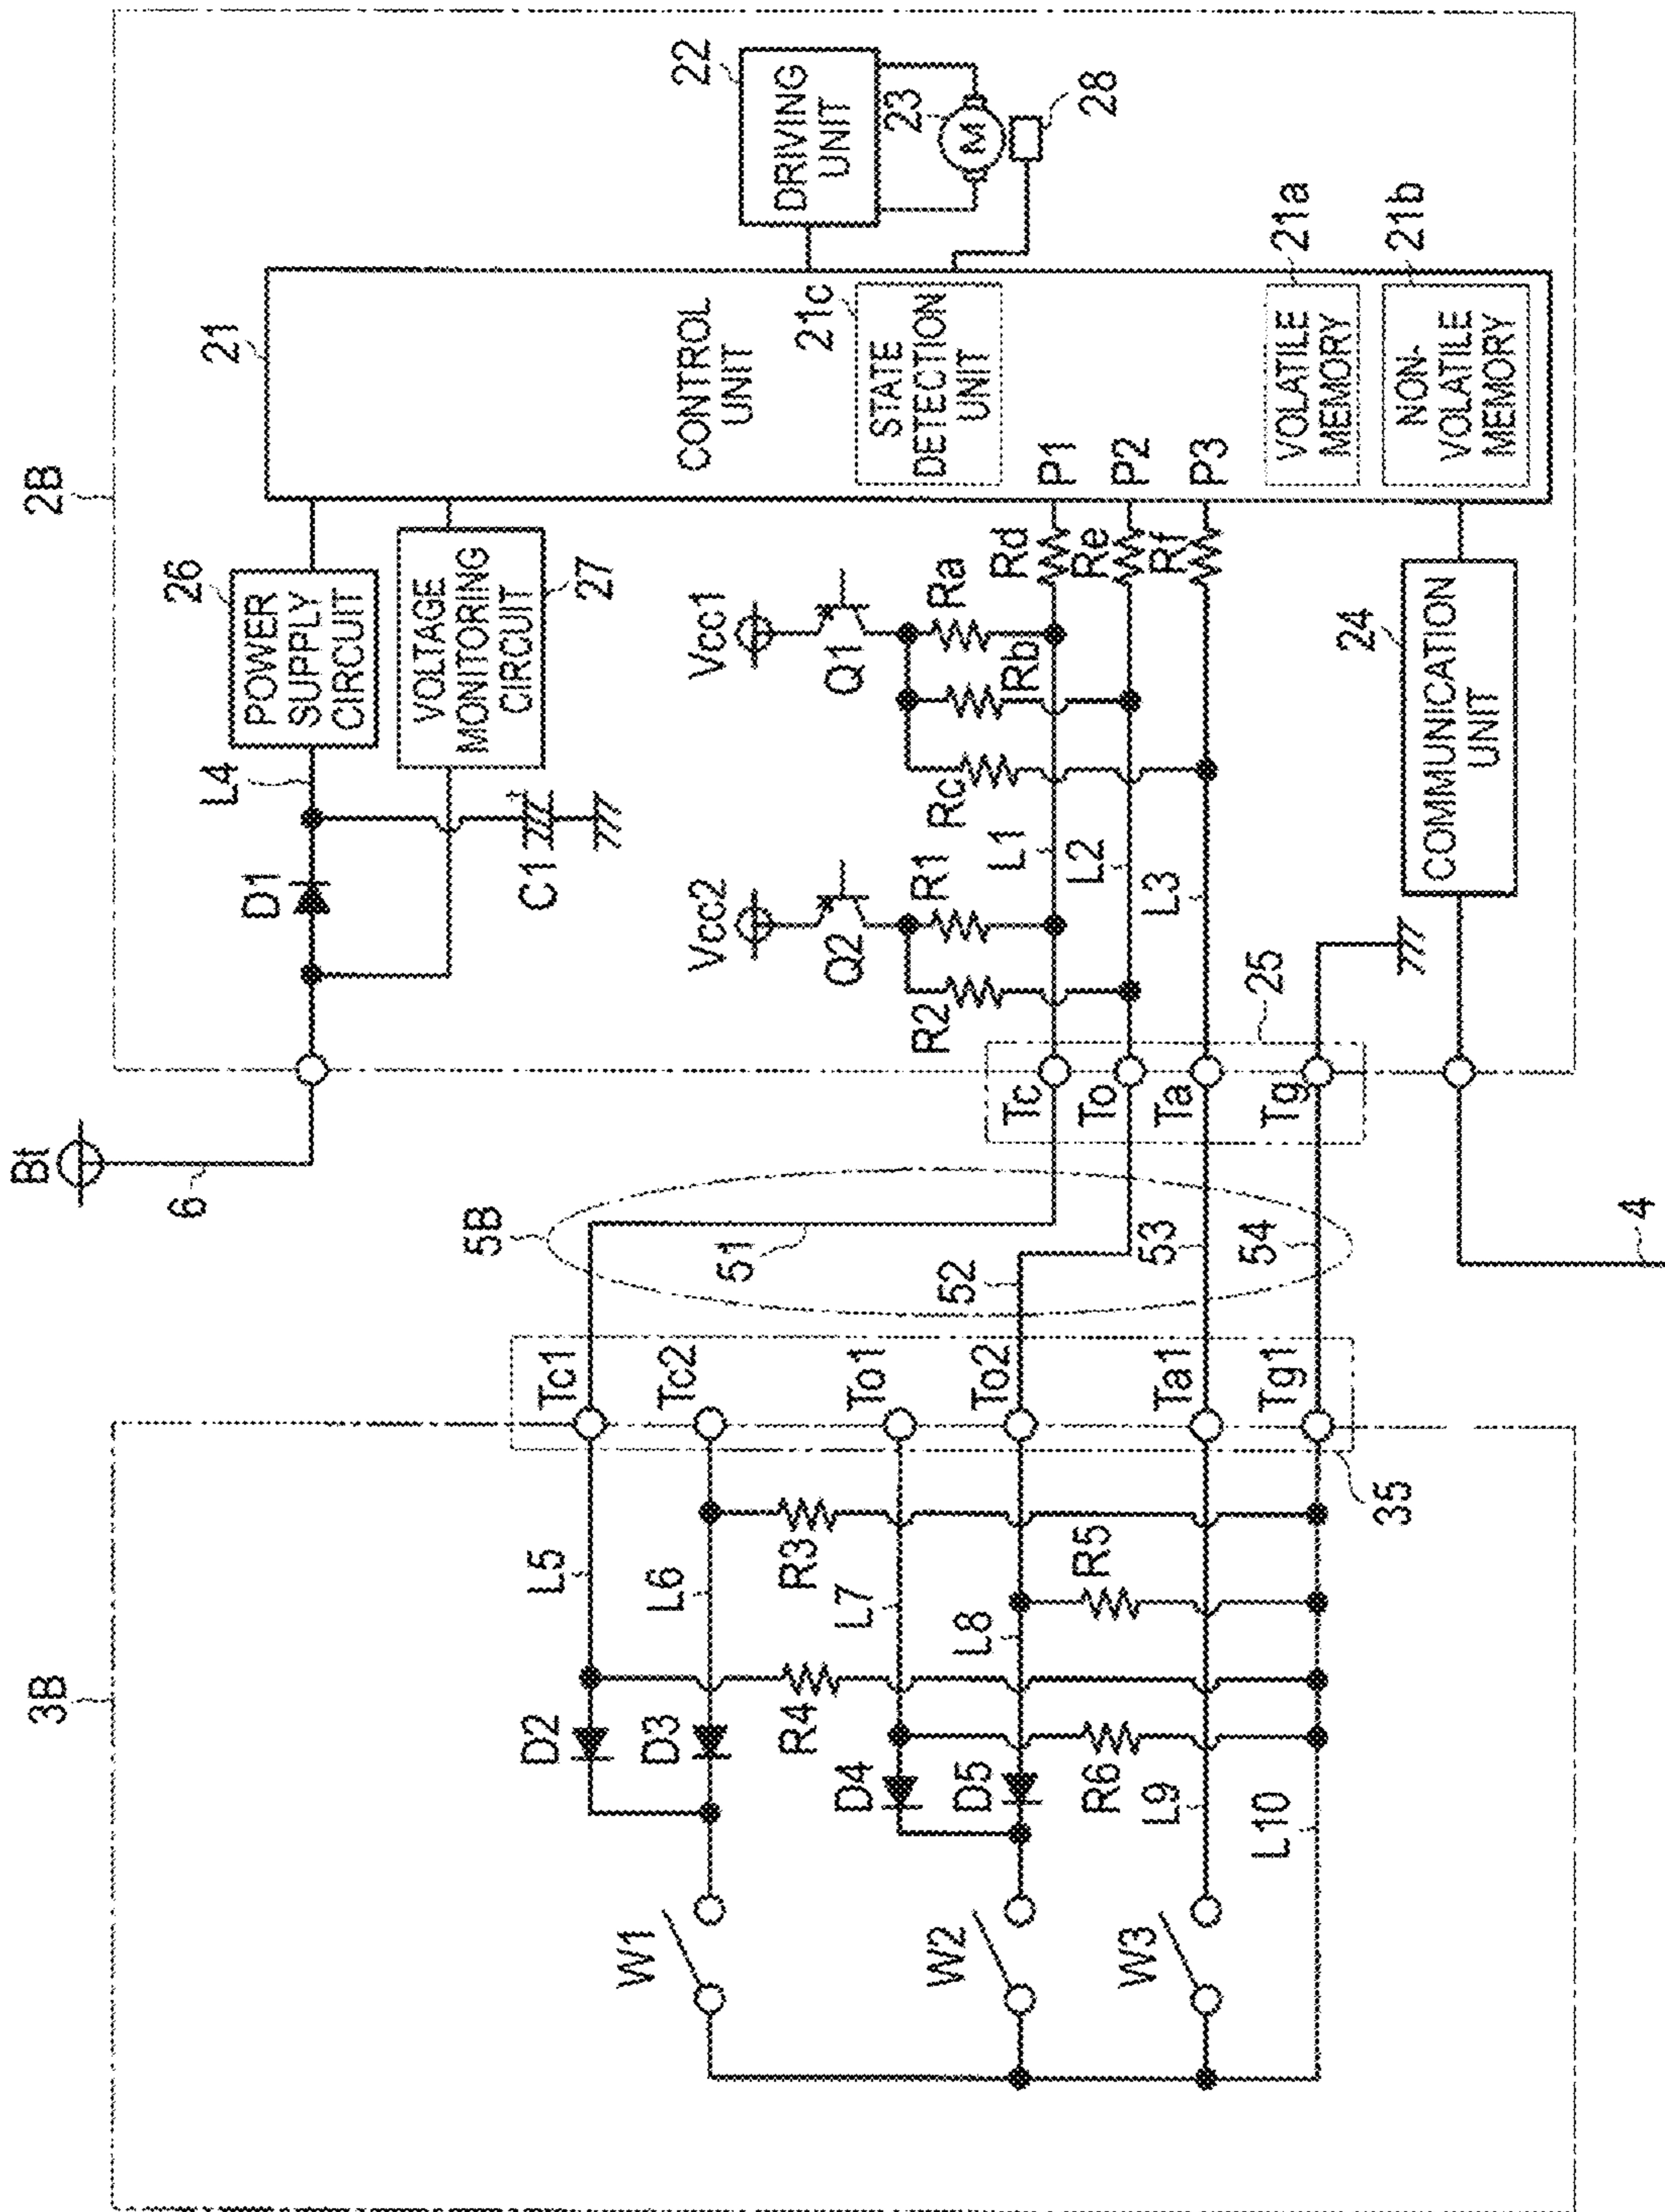 2B
21
CONTROL
UNIT
21c
STATE
DETECTION
UNIT
P1
P2
P3
21a
VOLATILE
MEMORY
21b
NON-
VOLATILE
MEMORY
22
DRIVING
UNIT
23
M
28
26
POWER
SUPPLY
CIRCUIT
27
VOLTAGE
MONITORING
CIRCUIT
L4
D1
C1
Vcc1
Q1
Ra
Rb
Rc
Rd
Re
Rf
Vcc2
Q2
R1
R2
L1
L2
L3
24
COMMUNICATION
UNIT
25
Tc
To
Ta
Tg
Bt
6
5B
51
52
53
54
4
3B
35
Tc1
Tc2
To1
To2
Ta1
Tg1
L5
L6
L7
L8
L9
L10
R3
R4
R5
R6
D2
D3
D4
D5
W1
W2
W3